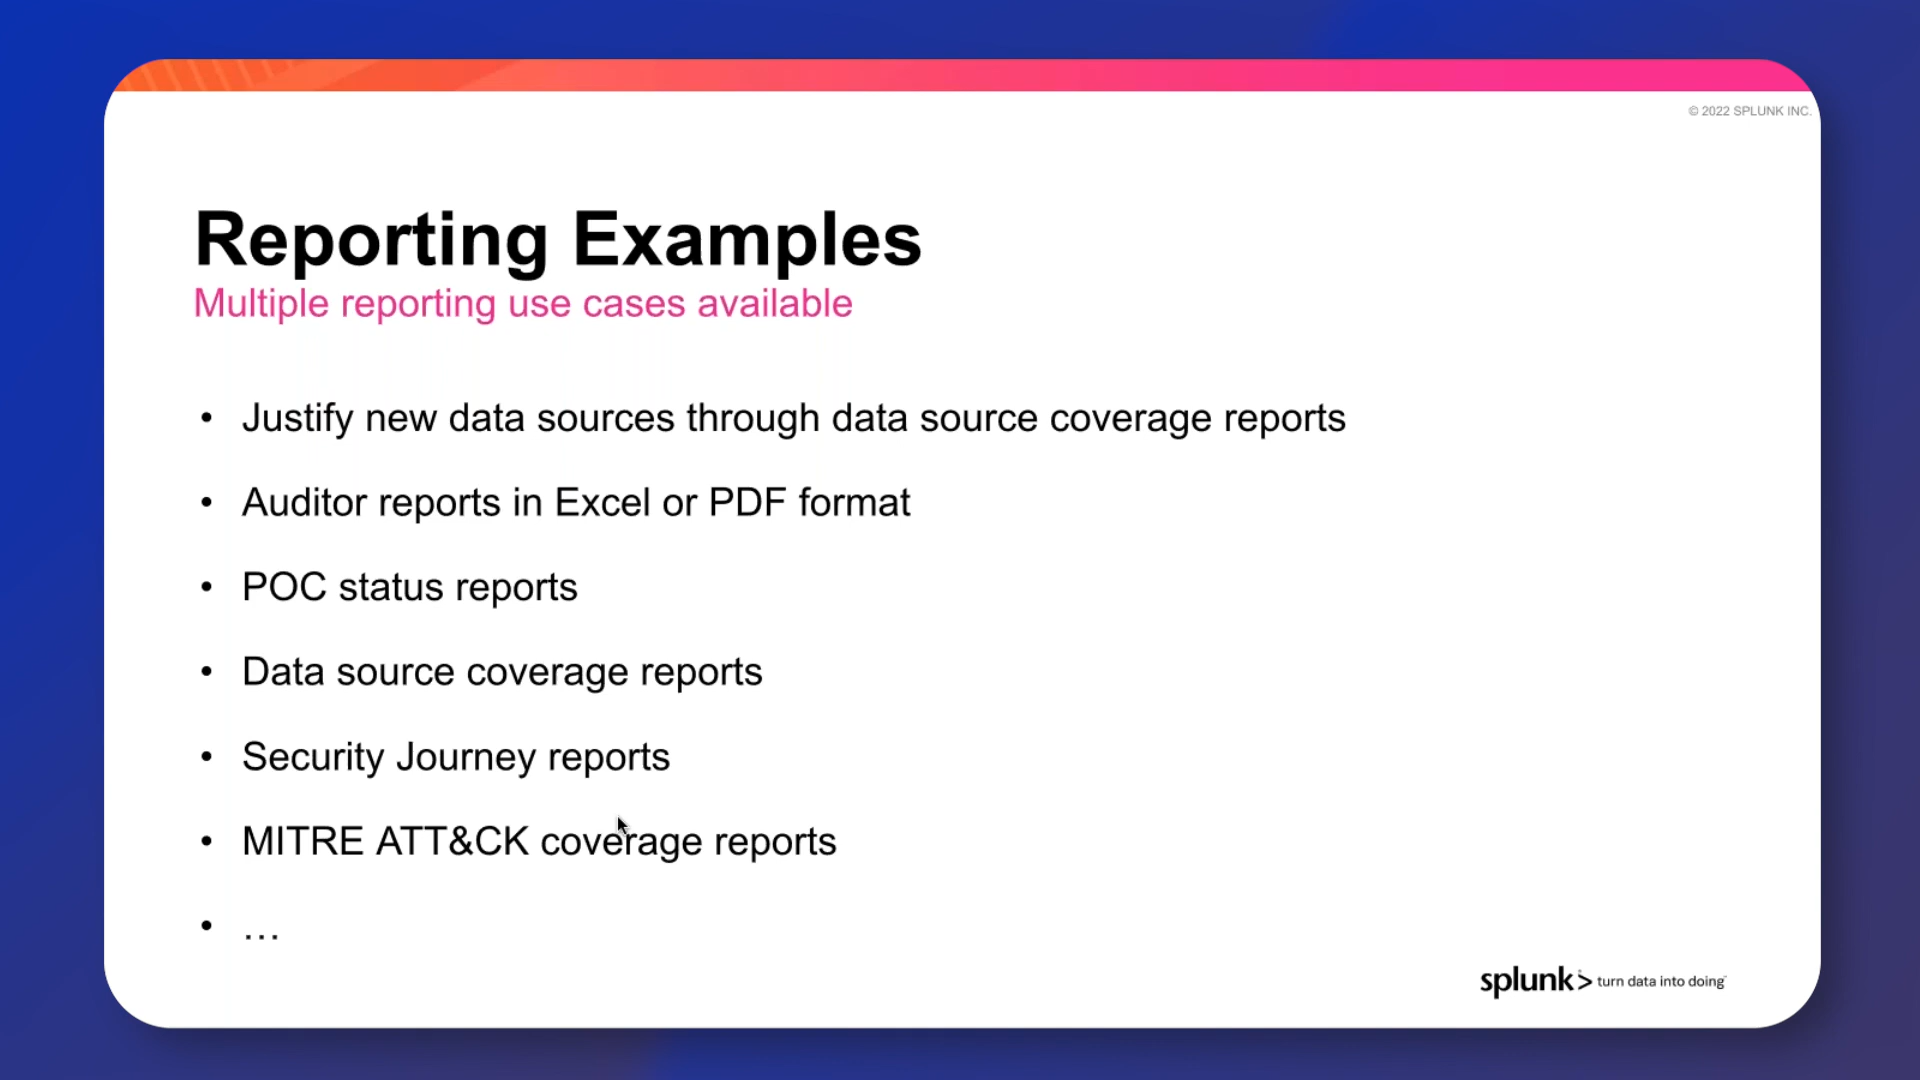 © 2022 SPLUNK INC.
Reporting Examples
Multiple reporting use cases available
• Justify new data sources through data source coverage reports
• Auditor reports in Excel or PDF format
• POC status reports
• Data source coverage reports
• Security Journey reports
• MITRE ATT&CK coverage reports
• …
splunk> turn data into doing™